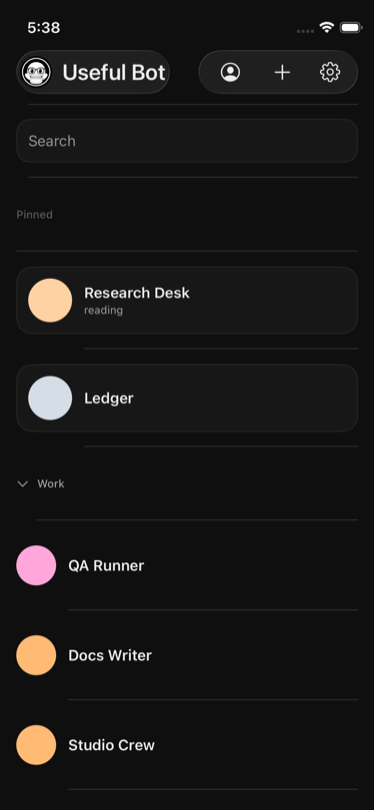 5:38
Useful Bot
Search
Pinned
Research Desk
reading
Ledger
Work
QA Runner
Docs Writer
Studio Crew